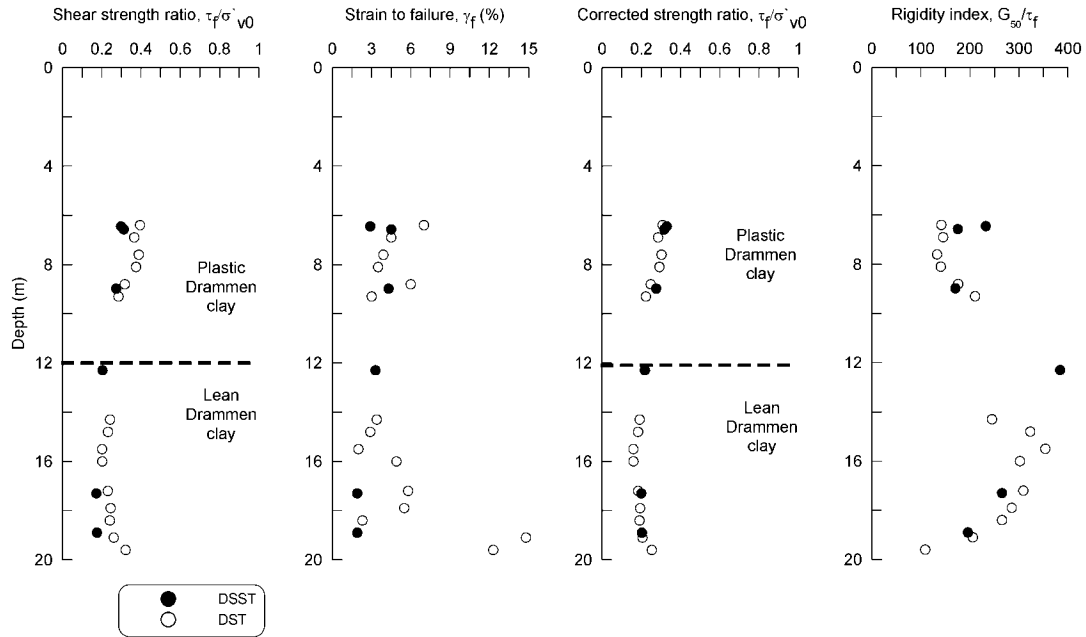 Shear strength ratio, τf/σ`v0
Strain to failure, γf (%)
Corrected strength ratio, τf/σ`v0
Rigidity index, G50/τf
0 0.2 0.4 0.6 0.8 1
3 6 9 12 15
0 0.2 0.4 0.6 0.8 1
0 100 200 300 400
0
4
8
12
16
20
Depth (m)
Plastic
Drammen
clay
Lean
Drammen
clay
0
4
8
12
16
20
0
4
8
12
16
20
Plastic
Drammen
clay
Lean
Drammen
clay
0
4
8
12
16
20
DSST
DST